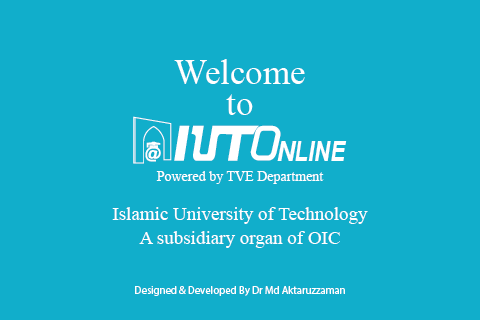 Welcome
to
@ IUTONLINE
Powered by TVE Department
Islamic University of Technology
A subsidiary organ of OIC
Designed & Developed By Dr Md Aktaruzzaman